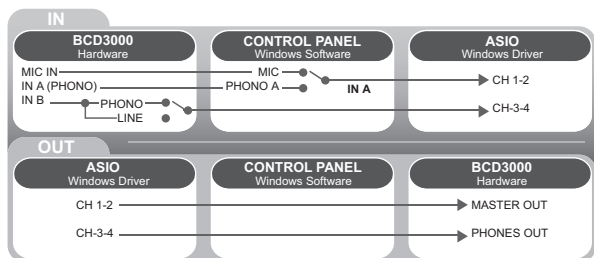 IN
BCD3000
Hardware
CONTROL PANEL
Windows Software
ASIO
Windows Driver
MIC IN
MIC
CH 1-2
IN A (PHONO)
PHONO A
IN A
IN B
PHONO
CH-3-4
LINE
OUT
ASIO
Windows Driver
CONTROL PANEL
Windows Software
BCD3000
Hardware
CH 1-2
MASTER OUT
CH-3-4
PHONES OUT